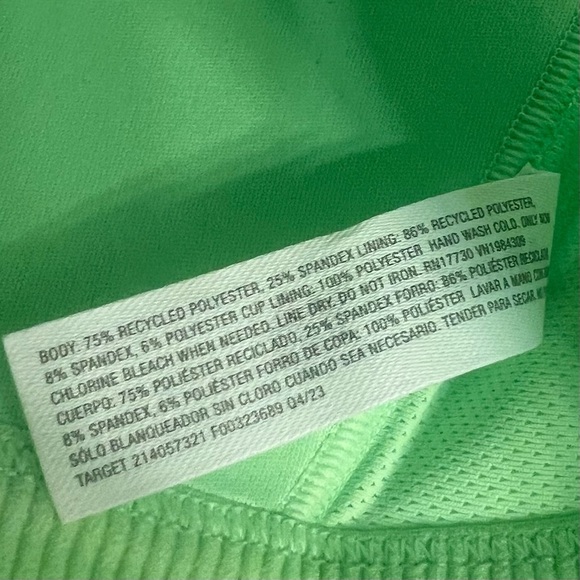 BODY: 75% RECYCLED POLYESTER, 25% SPANDEX LINING: 86% RECYCLED POLYESTER,
8% SPANDEX, 6% POLYESTER CUP LINING: 100% POLYESTER HAND WASH COLD. ONLY NON
CHLORINE BLEACH WHEN NEEDED. LINE DRY. DO NOT IRON. RN17730 VN1984309
CUERPO: 75% POLIÉSTER RECICLADO, 25% SPANDEX FORRO: 86% POLIÉSTER RECICLADO
8% SPANDEX, 6% POLIÉSTER FORRO DE COPA: 100% POLIÉSTER LAVAR A MANO CON
SÓLO BLANQUEADOR SIN CLORO CUANDO SEA NECESARIO. TENDER PARA SECAR.
TARGET 214057321 F00323689 Q4/23